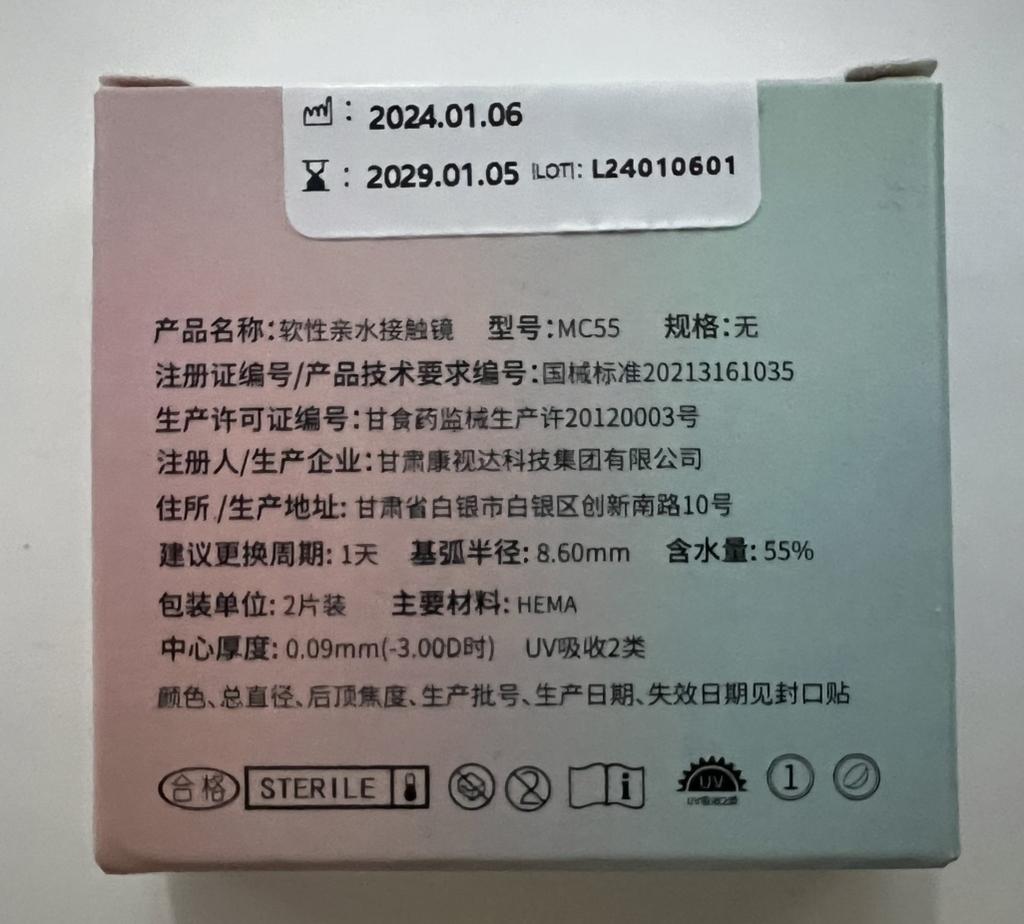 : 2024.01.06
: 2029.01.05 LOT: L24010601
产品名称:软性亲水接触镜 型号:MC55 规格:无
注册证编号/产品技术要求编号:国械标准20213161035
生产许可证编号:甘食药监械生产许20120003号
注册人/生产企业:甘肃康视达科技集团有限公司
住所/生产地址:甘肃省白银市白银区创新南路10号
建议更换周期:1天 基弧半径:8.60mm 含水量:55%
包装单位:2片装 主要材料:HEMA
中心厚度:0.09mm(-3.00D时) UV吸收2类
颜色、总直径、后顶焦度、生产批号、生产日期、失效日期见封口贴
合格 STERILE 2 i UV 1
UV吸收2类